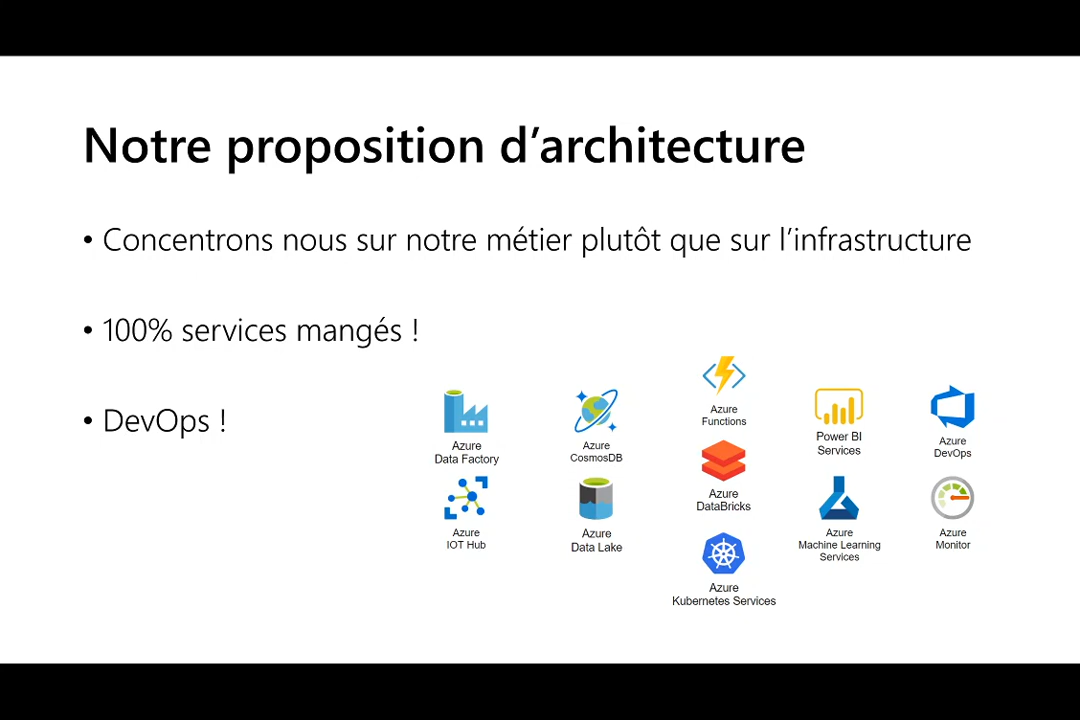 Notre proposition d’architecture
• Concentrons nous sur notre métier plutôt que sur l’infrastructure
• 100% services mangés !
• DevOps !
Azure
Data Factory
Azure
IOT Hub
Azure
CosmosDB
Azure
Data Lake
Azure
Functions
Azure
DataBricks
Azure
Kubernetes Services
Power BI
Services
Azure
Machine Learning
Services
Azure
DevOps
Azure
Monitor